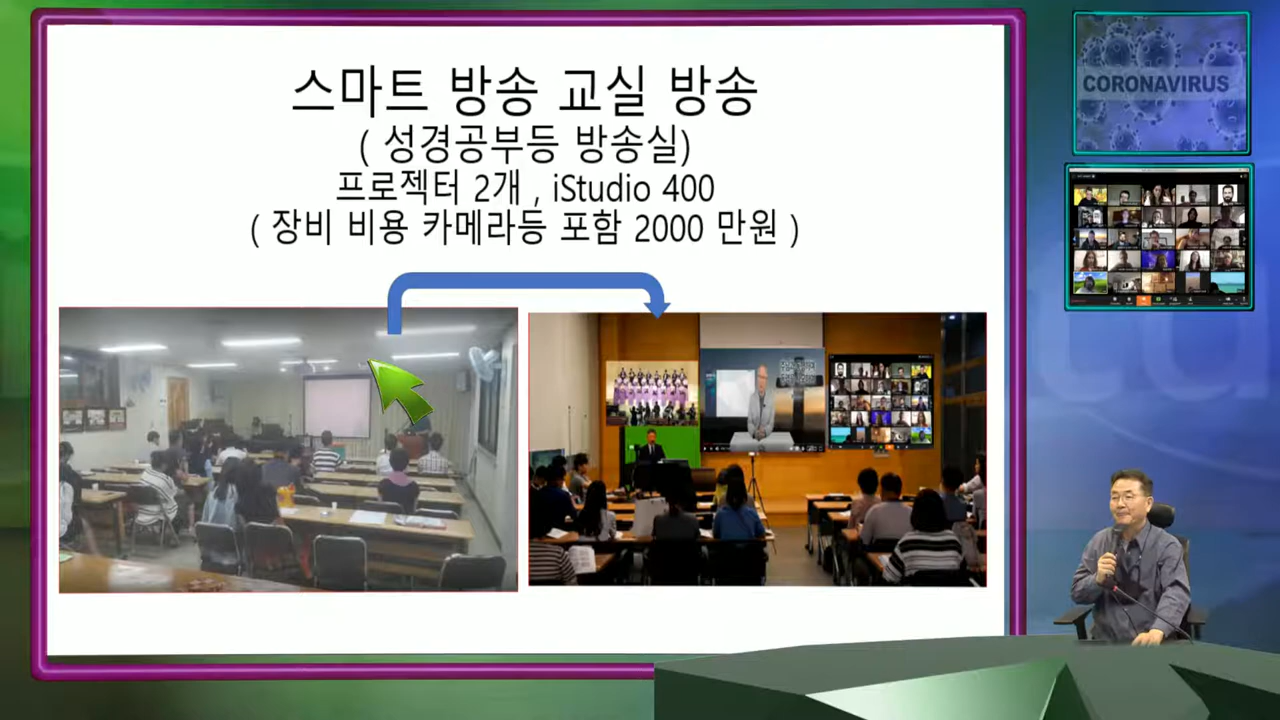 스마트 방송 교실 방송
( 성경공부등 방송실)
프로젝터 2개 , iStudio 400
( 장비 비용 카메라등 포함 2000 만원 )
CORONAVIRUS